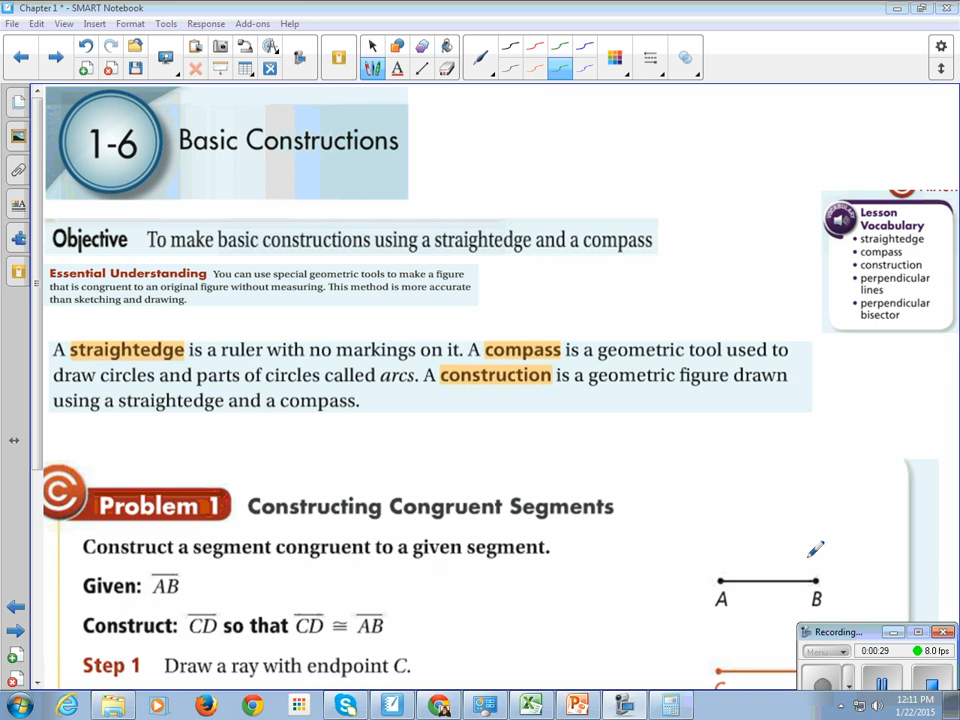 Chapter 1 * - SMART Notebook
File Edit View Insert Format Tools Response Add-ons Help
1-6 Basic Constructions
Objective To make basic constructions using a straightedge and a compass
Lesson
Vocabulary
• straightedge
• compass
• construction
• perpendicular
lines
• perpendicular
bisector
Essential Understanding You can use special geometric tools to make a figure
that is congruent to an original figure without measuring. This method is more accurate
than sketching and drawing.
A straightedge is a ruler with no markings on it. A compass is a geometric tool used to
draw circles and parts of circles called arcs. A construction is a geometric figure drawn
using a straightedge and a compass.
Problem 1 Constructing Congruent Segments
Construct a segment congruent to a given segment.
Given: AB
A B
Construct: CD so that CD ≅ AB
Step 1 Draw a ray with endpoint C.
Recording...
Menu 0:00:29 8.0 fps
12:11 PM
1/22/2015